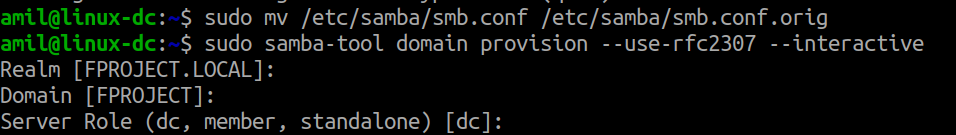 amil@linux-dc:~$ sudo mv /etc/samba/smb.conf /etc/samba/smb.conf.orig
amil@linux-dc:~$ sudo samba-tool domain provision --use-rfc2307 --interactive
Realm [FPROJECT.LOCAL]:
Domain [FPROJECT]:
Server Role (dc, member, standalone) [dc]: